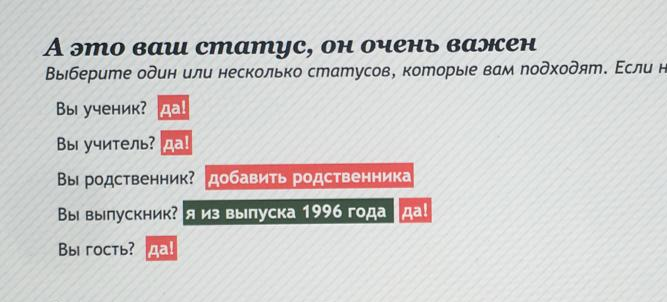 А это ваш статус, он очень важен
Выберите один или несколько статусов, которые вам подходят. Если
Вы ученик? да!
Вы учитель? да!
Вы родственник? добавить родственника
Вы выпускник? я из выпуска 1996 года да!
Вы гость? да!